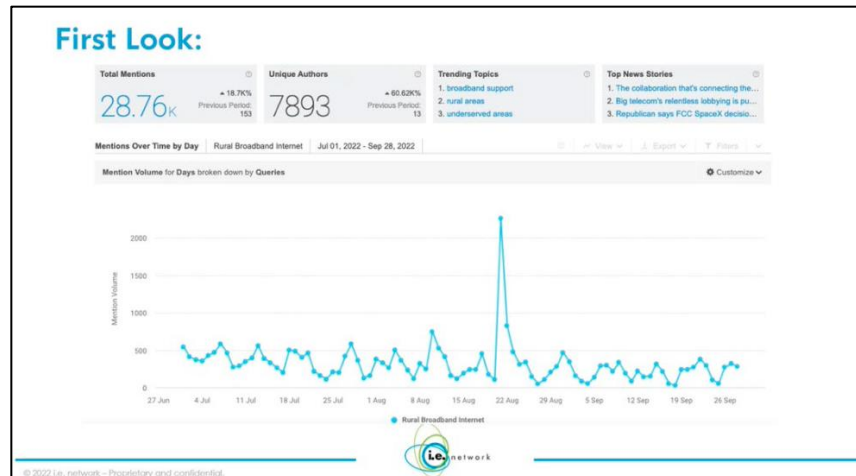 First Look:
Total Mentions
28.76K
▲ 18.7K%
Previous Period:
153
Unique Authors
7893
▲ 60.62K%
Previous Period:
13
Trending Topics
1. broadband support
2. rural areas
3. underserved areas
Top News Stories
1. The collaboration that's connecting the...
2. Big telecom's relentless lobbying is pu...
3. Republican says FCC SpaceX decisio...
Mentions Over Time by Day | Rural Broadband Internet | Jul 01, 2022 - Sep 28, 2022
View Export Filters
Mention Volume for Days broken down by Queries
Customize
Mention Volume
2000
1500
1000
500
0
27 Jun 4 Jul 11 Jul 18 Jul 25 Jul 1 Aug 8 Aug 15 Aug 22 Aug 29 Aug 5 Sep 12 Sep 19 Sep 26 Sep
Rural Broadband Internet
i.e. network
© 2022 i.e. network – Proprietary and confidential.